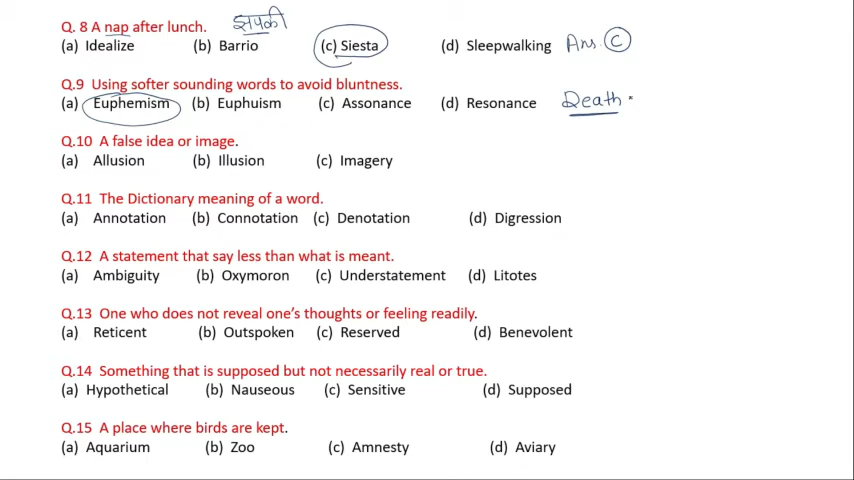 Q. 8 A nap after lunch. झपकी
(a) Idealize (b) Barrio (c) Siesta (d) Sleepwalking Ans. C
Q.9 Using softer sounding words to avoid bluntness.
(a) Euphemism (b) Euphuism (c) Assonance (d) Resonance Death
Q.10 A false idea or image.
(a) Allusion (b) Illusion (c) Imagery
Q.11 The Dictionary meaning of a word.
(a) Annotation (b) Connotation (c) Denotation (d) Digression
Q.12 A statement that say less than what is meant.
(a) Ambiguity (b) Oxymoron (c) Understatement (d) Litotes
Q.13 One who does not reveal one's thoughts or feeling readily.
(a) Reticent (b) Outspoken (c) Reserved (d) Benevolent
Q.14 Something that is supposed but not necessarily real or true.
(a) Hypothetical (b) Nauseous (c) Sensitive (d) Supposed
Q.15 A place where birds are kept.
(a) Aquarium (b) Zoo (c) Amnesty (d) Aviary